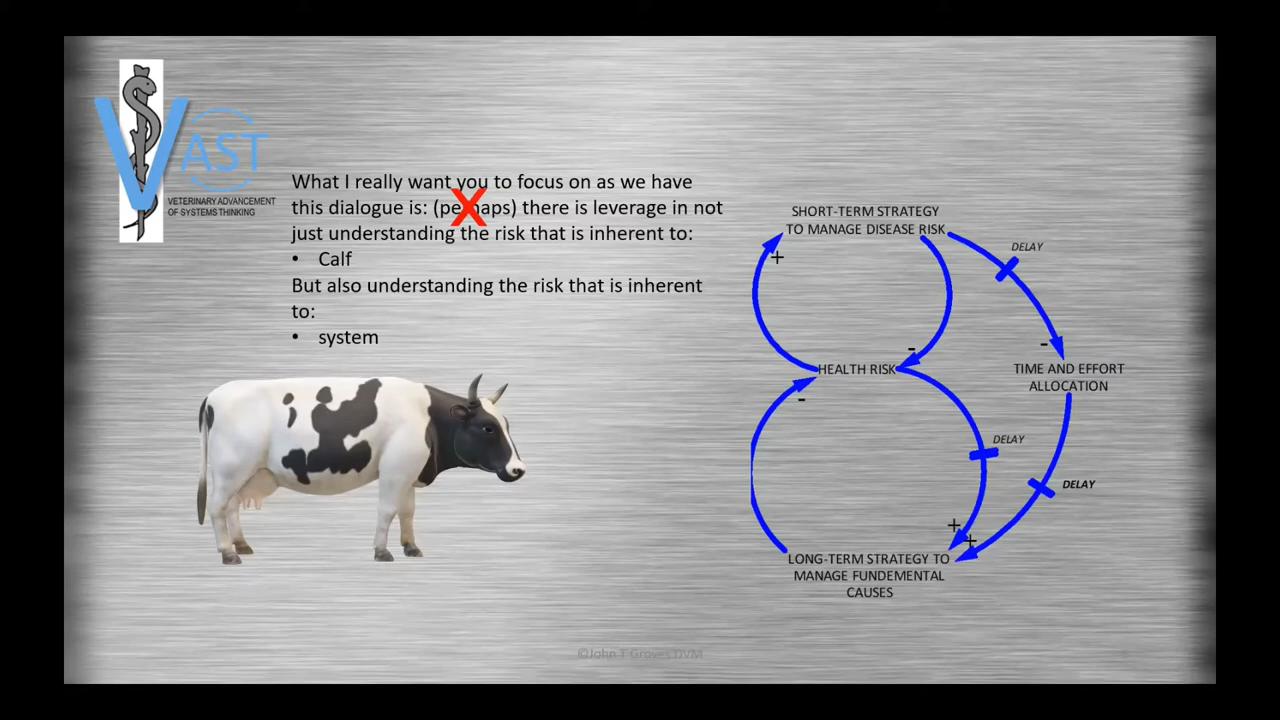 VAST
VETERINARY ADVANCEMENT
OF SYSTEMS THINKING
What I really want you to focus on as we have
this dialogue is: (perhaps) there is leverage in not
just understanding the risk that is inherent to:
• Calf
But also understanding the risk that is inherent
to:
• system
SHORT-TERM STRATEGY
TO MANAGE DISEASE RISK
DELAY
+
-
-
HEALTH RISK
TIME AND EFFORT
ALLOCATION
-
DELAY
DELAY
+
+
LONG-TERM STRATEGY TO
MANAGE FUNDEMENTAL
CAUSES
©John T Groves DVM